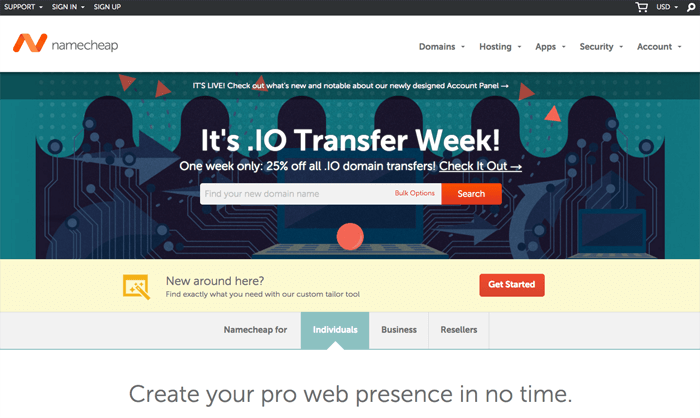 SUPPORT SIGN IN SIGN UP USD
namecheap Domains Hosting Apps Security Account
IT'S LIVE! Check out what's new and notable about our newly designed Account Panel →
It's .IO Transfer Week!
One week only: 25% off all .IO domain transfers! Check It Out →
Find your new domain name Bulk Options Search
New around here?
Find exactly what you need with our custom tailor tool
Get Started
Namecheap for Individuals Business Resellers
Create your pro web presence in no time.